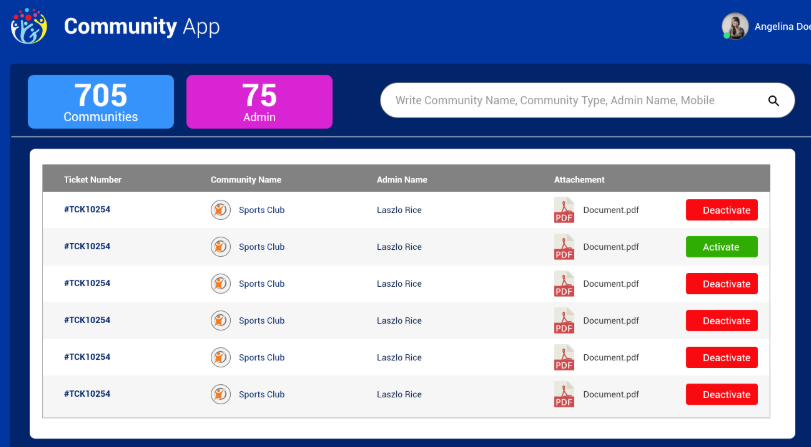 Community App
Angelina Doe
705
Communities
75
Admin
Write Community Name, Community Type, Admin Name, Mobile
Ticket Number Community Name Admin Name Attachement
#TCK10254 Sports Club Laszlo Rice PDF Document.pdf Deactivate
#TCK10254 Sports Club Laszlo Rice PDF Document.pdf Activate
#TCK10254 Sports Club Laszlo Rice PDF Document.pdf Deactivate
#TCK10254 Sports Club Laszlo Rice PDF Document.pdf Deactivate
#TCK10254 Sports Club Laszlo Rice PDF Document.pdf Deactivate
#TCK10254 Sports Club Laszlo Rice PDF Document.pdf Deactivate